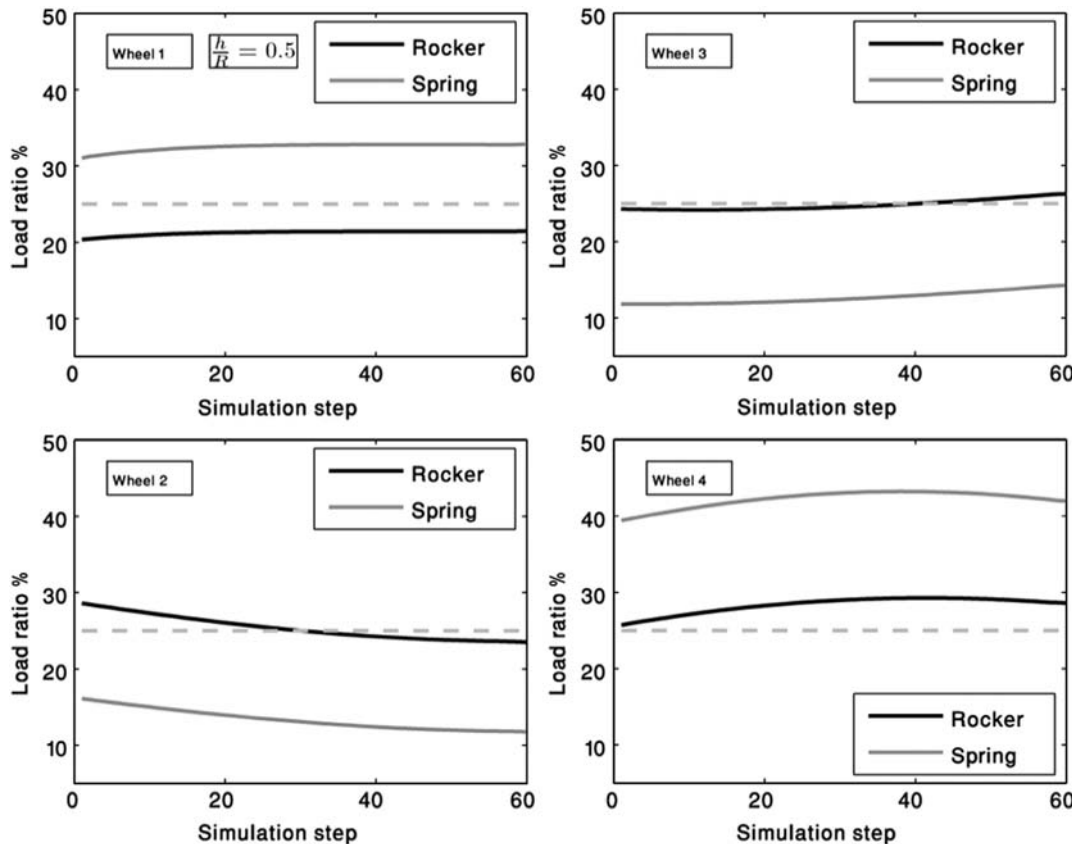 50
40
30
20
10
Load ratio %
Wheel 1
h/R = 0.5
Rocker
Spring
0 20 40 60
Simulation step
50
40
30
20
10
Load ratio %
Wheel 3
Rocker
Spring
0 20 40 60
Simulation step
50
40
30
20
10
Load ratio %
Wheel 2
Rocker
Spring
0 20 40 60
Simulation step
50
40
30
20
10
Load ratio %
Wheel 4
Rocker
Spring
0 20 40 60
Simulation step